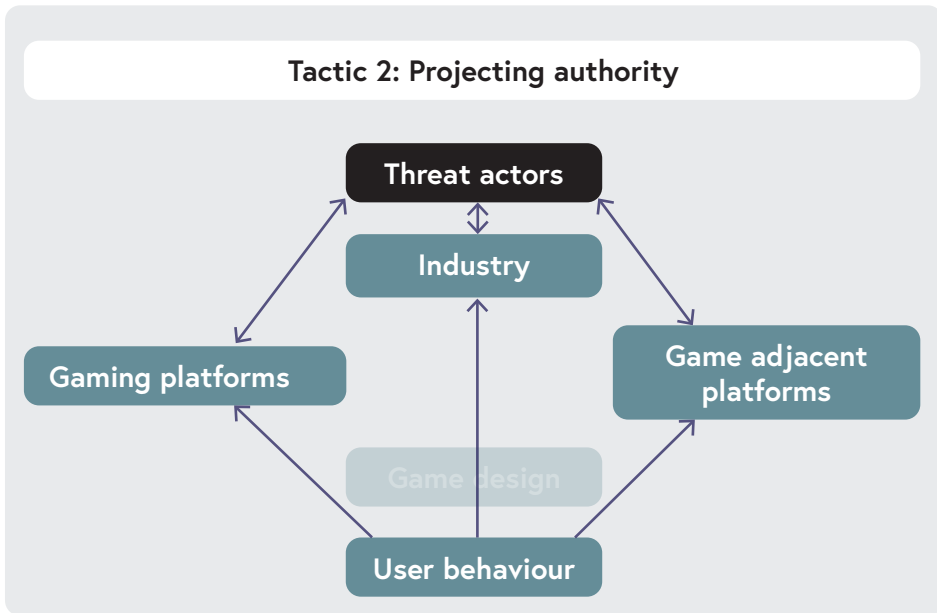 Tactic 2: Projecting authority
Threat actors
Industry
Gaming platforms
Game adjacent
platforms
Game design
User behaviour